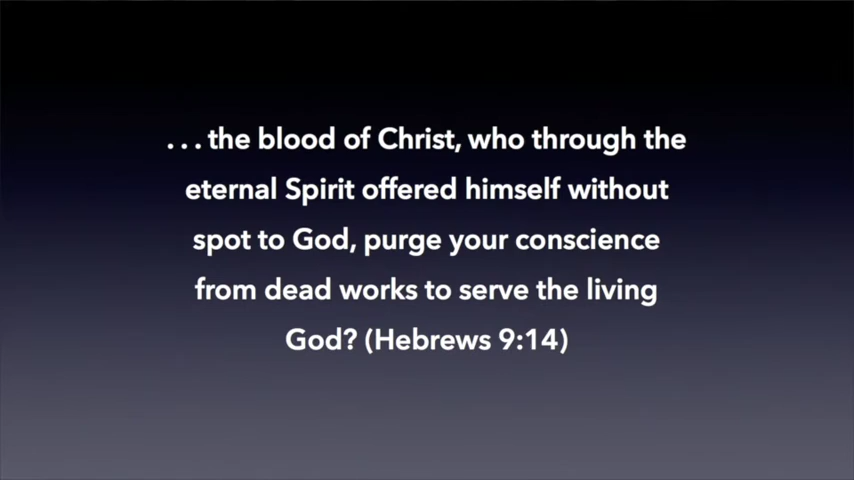 . . . the blood of Christ, who through the
eternal Spirit offered himself without
spot to God, purge your conscience
from dead works to serve the living
God? (Hebrews 9:14)